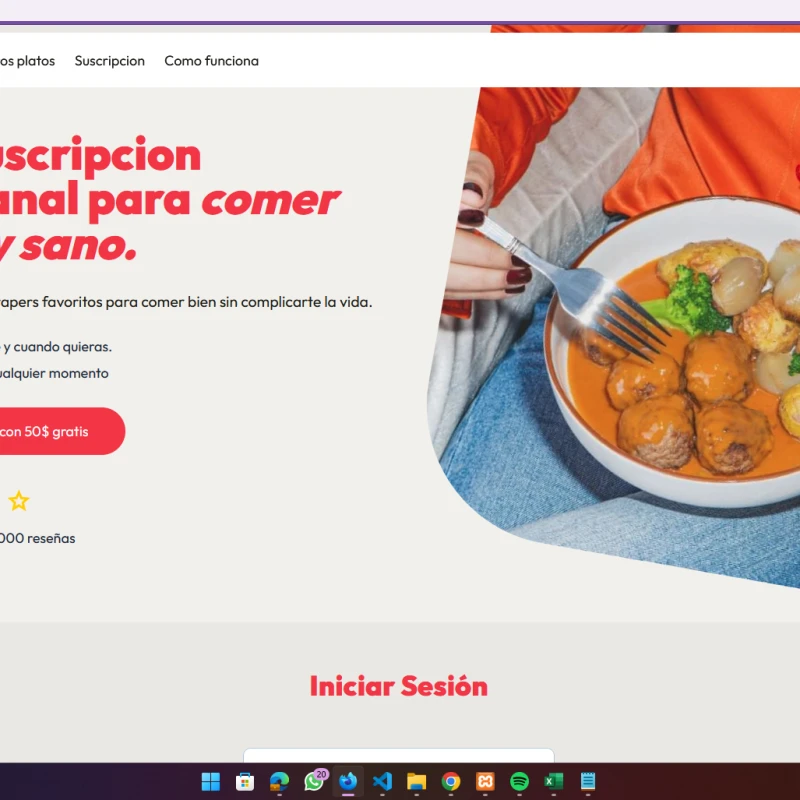 os platos Suscripcion Como funciona
uscripcion
anal para comer
y sano.
apers favoritos para comer bien sin complicarte la vida.
y cuando quieras.
ualquier momento
con 50$ gratis
000 reseñas
Iniciar Sesión
20